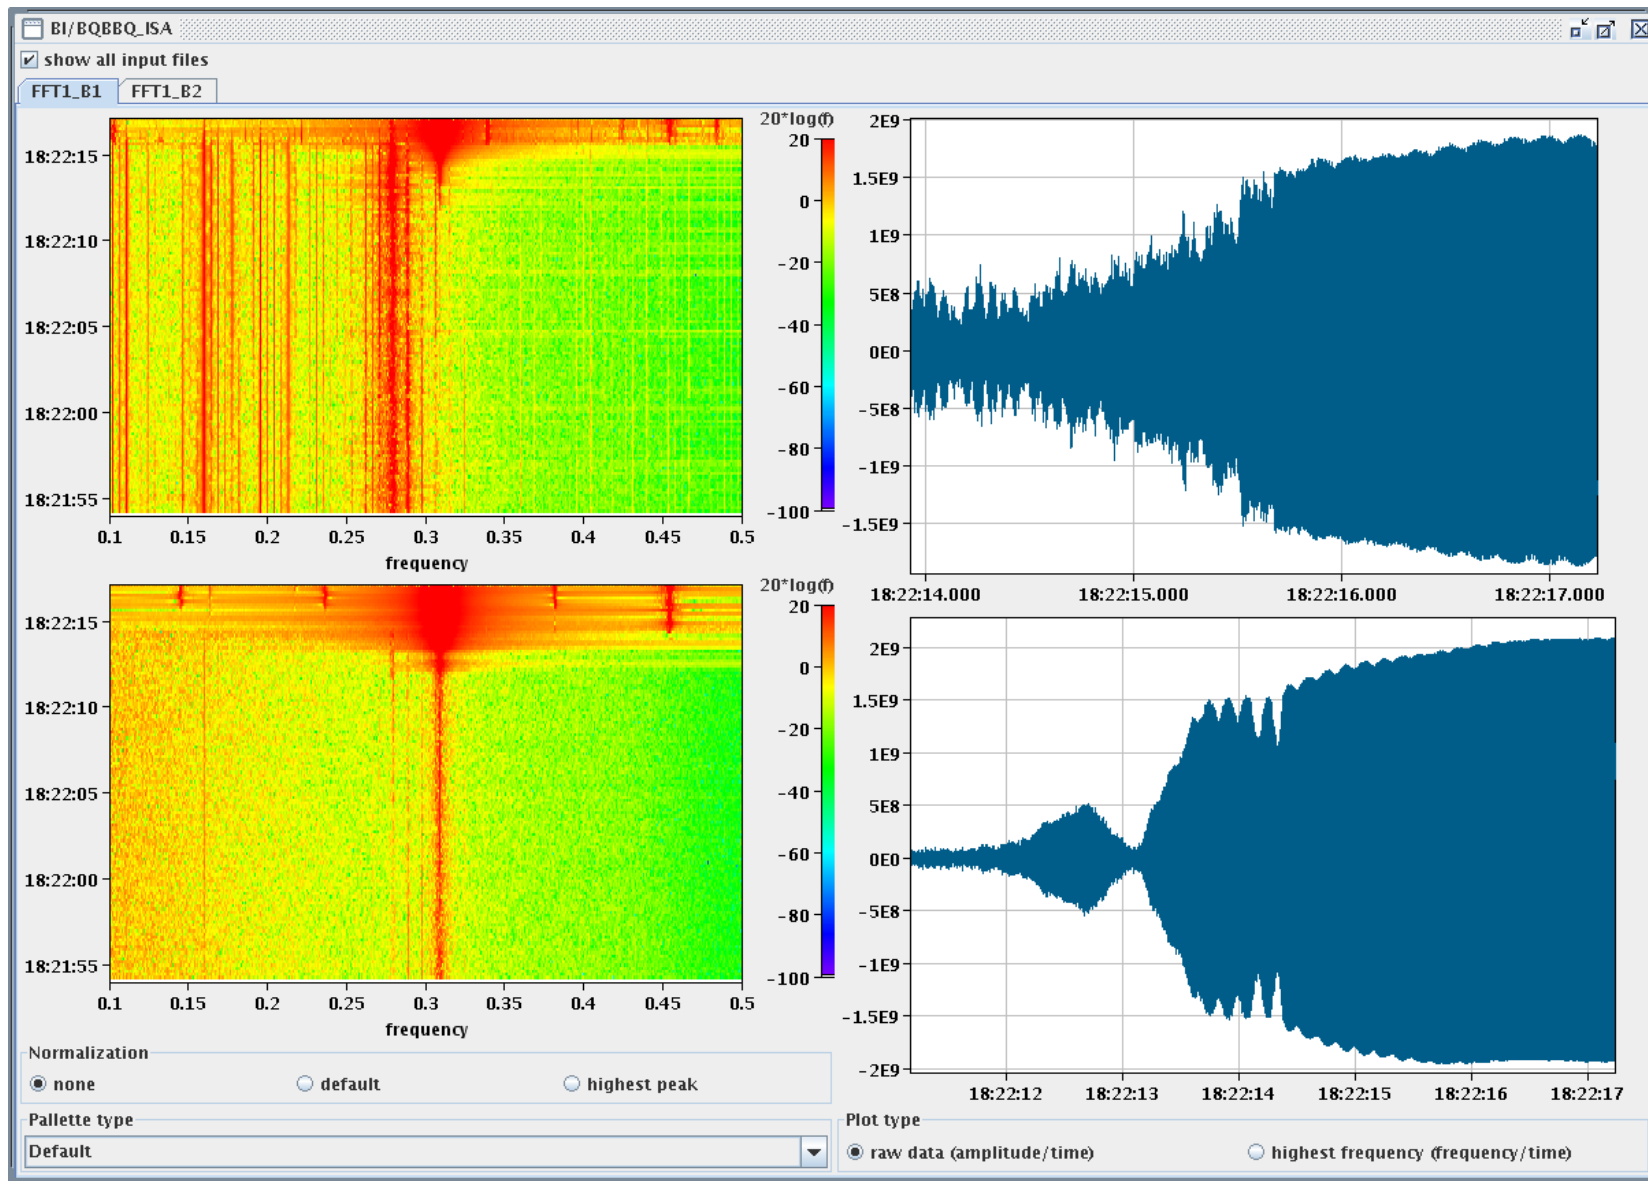 BI/BQBBQ_ISA
show all input files
FFT1_B1 FFT1_B2
20*log(f)
20
0
-20
-40
-60
-80
-100
18:22:15
18:22:10
18:22:05
18:22:00
18:21:55
0.1 0.15 0.2 0.25 0.3 0.35 0.4 0.45 0.5
frequency
2E9
1.5E9
1E9
5E8
0E0
-5E8
-1E9
-1.5E9
18:22:14.000 18:22:15.000 18:22:16.000 18:22:17.000
20*log(f)
20
0
-20
-40
-60
-80
-100
18:22:15
18:22:10
18:22:05
18:22:00
18:21:55
0.1 0.15 0.2 0.25 0.3 0.35 0.4 0.45 0.5
frequency
2E9
1.5E9
1E9
5E8
0E0
-5E8
-1E9
-1.5E9
-2E9
18:22:12 18:22:13 18:22:14 18:22:15 18:22:16 18:22:17
Normalization
none default highest peak
Pallette type
Default
Plot type
raw data (amplitude/time) highest frequency (frequency/time)